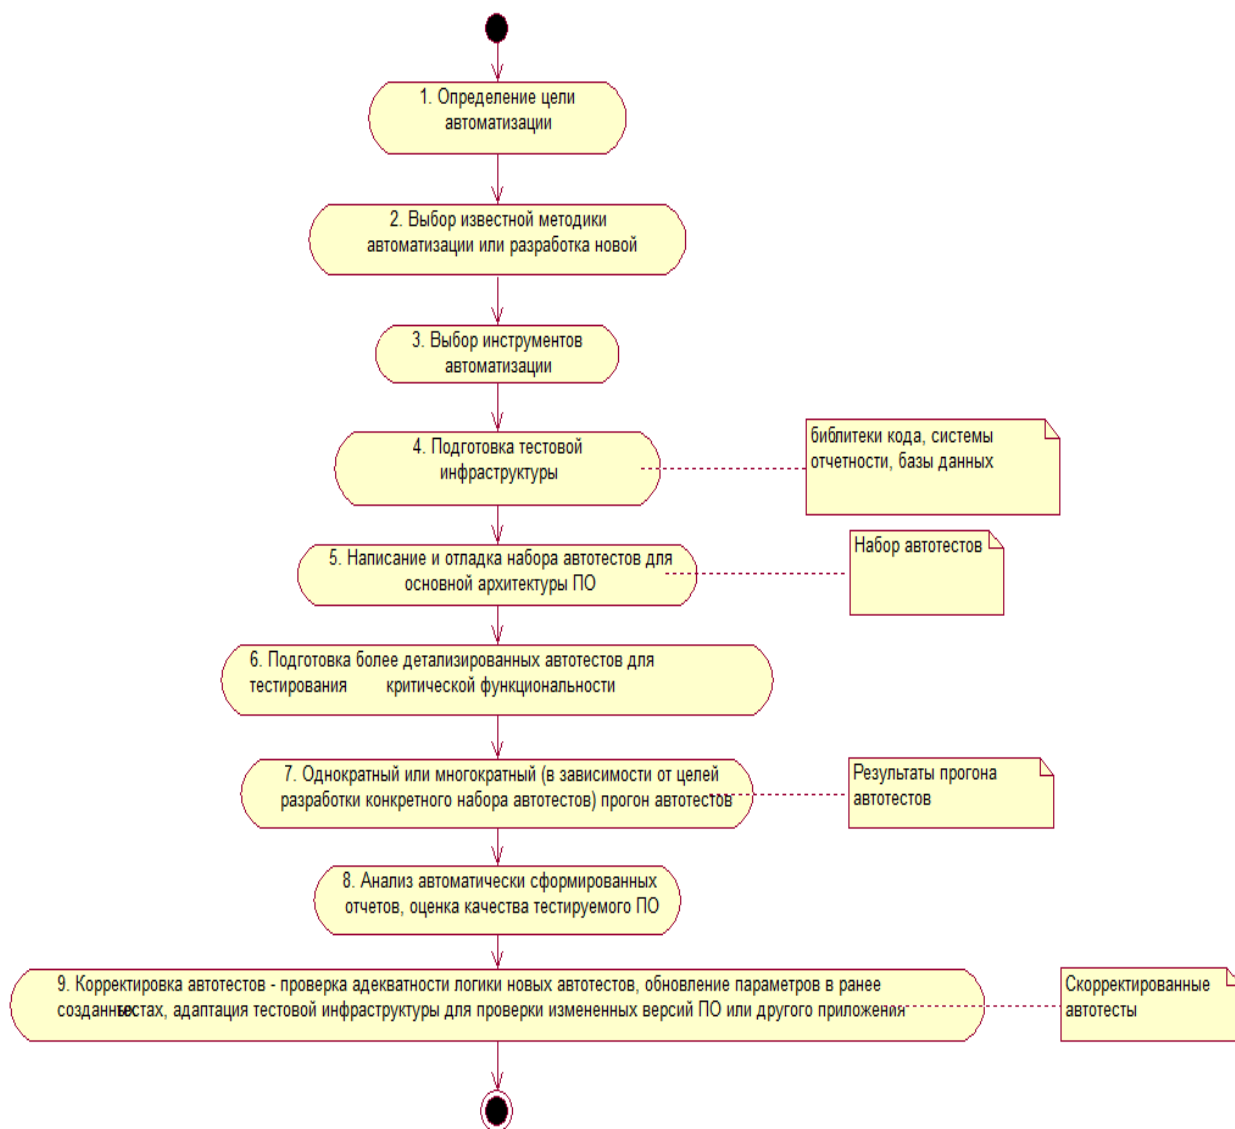 1. Определение цели
автоматизации
2. Выбор известной методики
автоматизации или разработка новой
3. Выбор инструментов
автоматизации
4. Подготовка тестовой
инфраструктуры
библитеки кода, системы
отчетности, базы данных
5. Написание и отладка набора автотестов для
основной архитектуры ПО
Набор автотестов
6. Подготовка более детализированных автотестов для
тестирования критической функциональности
7. Однократный или многократный (в зависимости от целей
разработки конкретного набора автотестов) прогон автотестов
Результаты прогона
автотестов
8. Анализ автоматически сформированных
отчетов, оценка качества тестируемого ПО
9. Корректировка автотестов - проверка адекватности логики новых автотестов, обновление параметров в ранее
созданных тестах, адаптация тестовой инфраструктуры для проверки измененных версий ПО или другого приложения
Скорректированные
автотесты